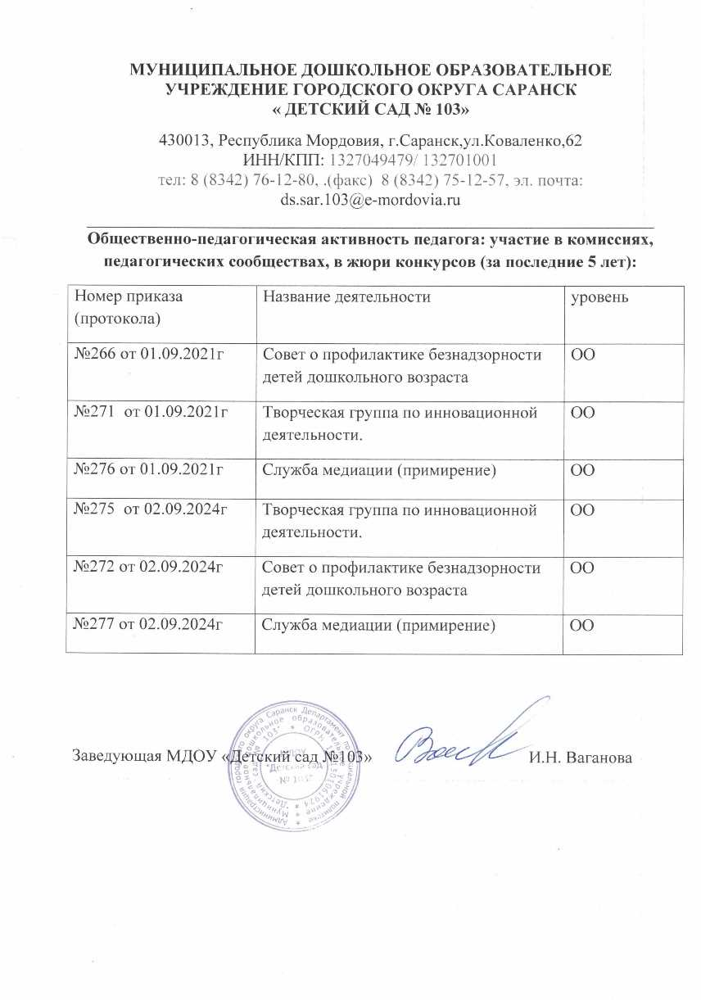 МУНИЦИПАЛЬНОЕ ДОШКОЛЬНОЕ ОБРАЗОВАТЕЛЬНОЕ
УЧРЕЖДЕНИЕ ГОРОДСКОГО ОКРУГА САРАНСК
« ДЕТСКИЙ САД № 103»
430013, Республика Мордовия, г.Саранск,ул.Коваленко,62
ИНН/КПП: 1327049479/ 132701001
тел: 8 (8342) 76-12-80, .(факс)  8 (8342) 75-12-57, эл. почта:
ds.sar.103@e-mordovia.ru
Общественно-педагогическая активность педагога: участие в комиссиях,
педагогических сообществах, в жюри конкурсов (за последние 5 лет):
Номер приказа (протокола) Название деятельности уровень
№266 от 01.09.2021г Совет о профилактике безнадзорности детей дошкольного возраста ОО
№271  от 01.09.2021г Творческая группа по инновационной деятельности. ОО
№276 от 01.09.2021г Служба медиации (примирение) ОО
№275  от 02.09.2024г Творческая группа по инновационной деятельности. ОО
№272 от 02.09.2024г Совет о профилактике безнадзорности детей дошкольного возраста ОО
№277 от 02.09.2024г Служба медиации (примирение) ОО
Заведующая МДОУ «Детский сад №103» И.Н. Ваганова
МДОУ
"Детский сад
№ 103"